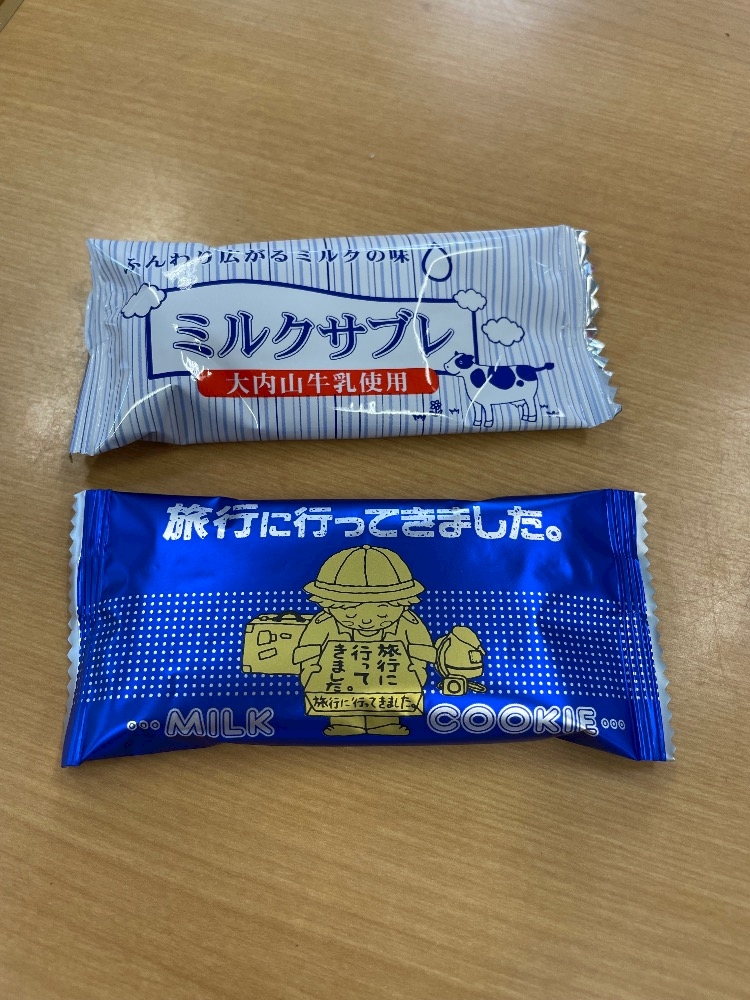 ふんわり広がるミルクの味
ミルクサブレ
大内山牛乳使用
旅行に行ってきました。
旅行に
行って
きました。
旅行に行ってきました。
MILK COOKIE